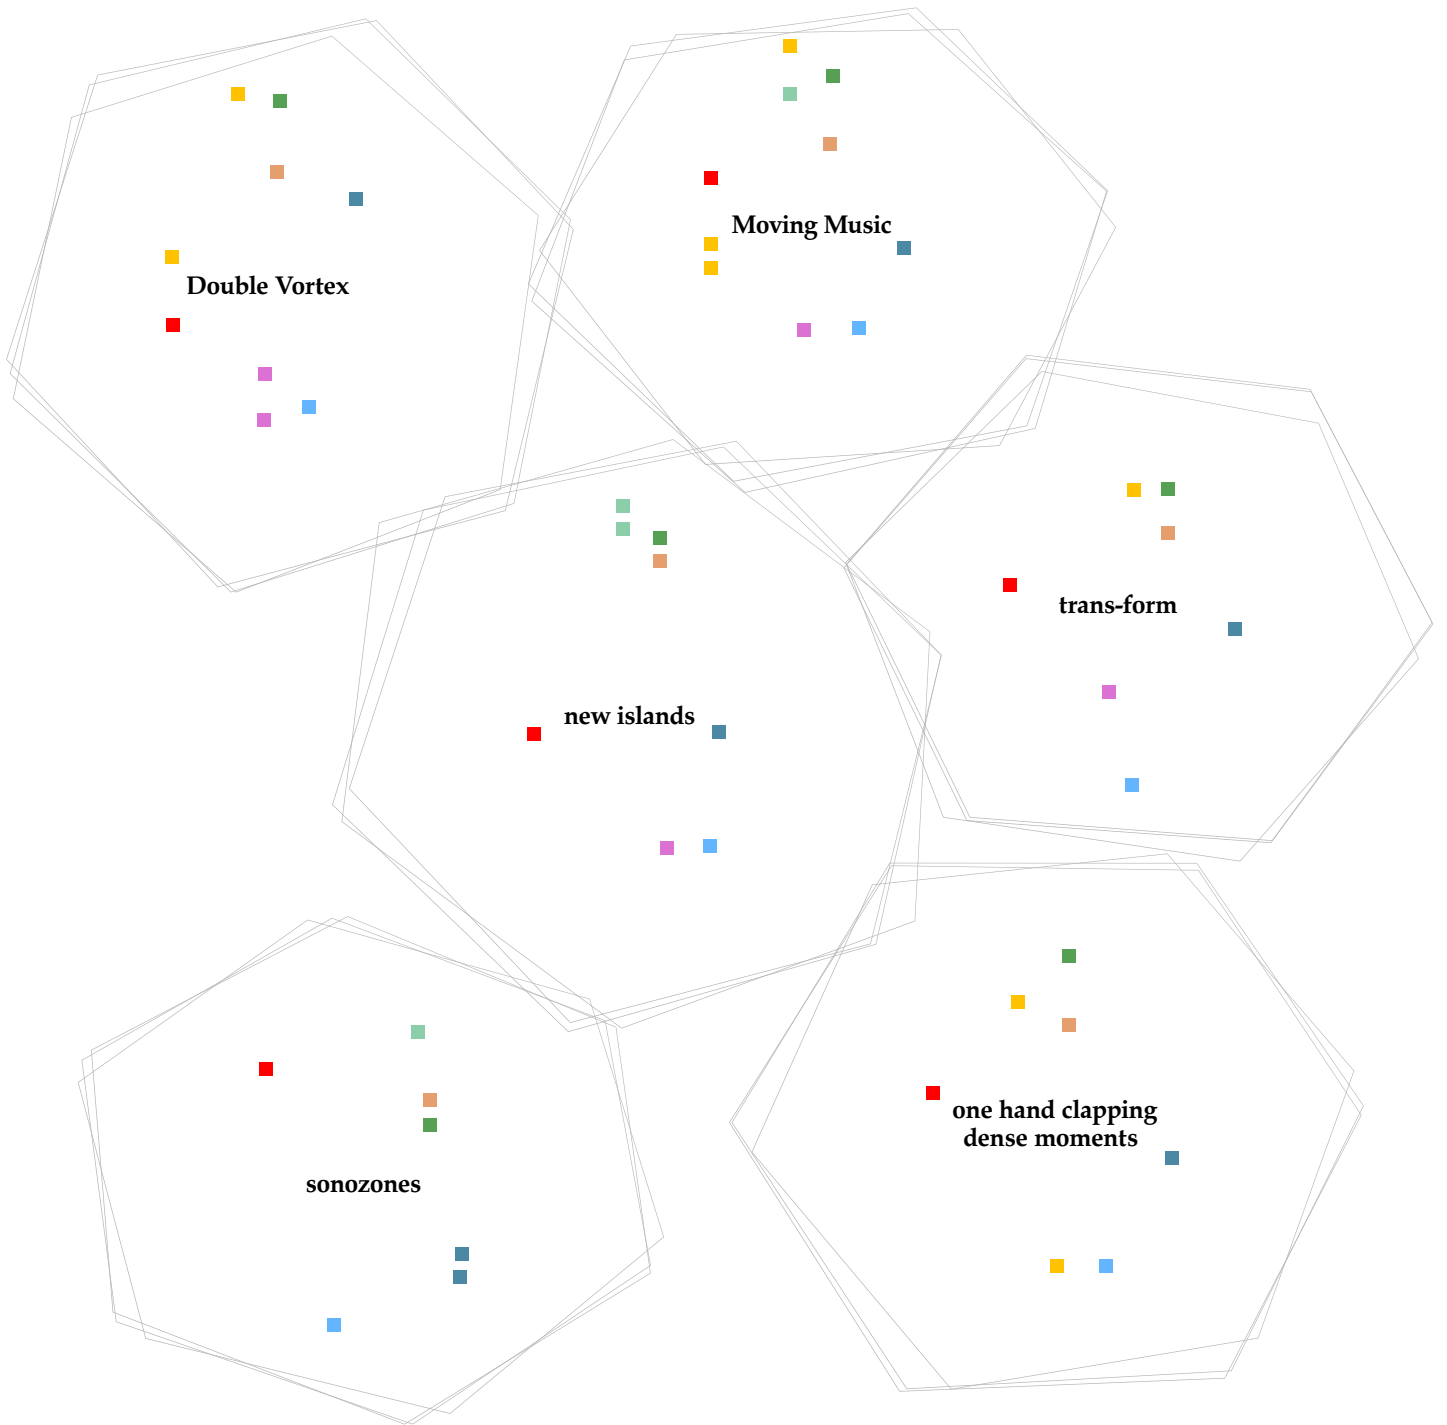 Moving Music
Double Vortex
trans-form
new islands
one hand clapping
dense moments
sonozones